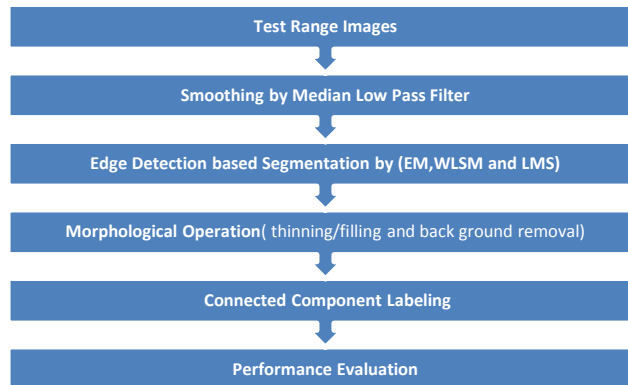 Test Range Images
Smoothing by Median Low Pass Filter
Edge Detection based Segmentation by (EM,WLSM and LMS)
Morphological Operation( thinning/filling and back ground removal)
Connected Component Labeling
Performance Evaluation